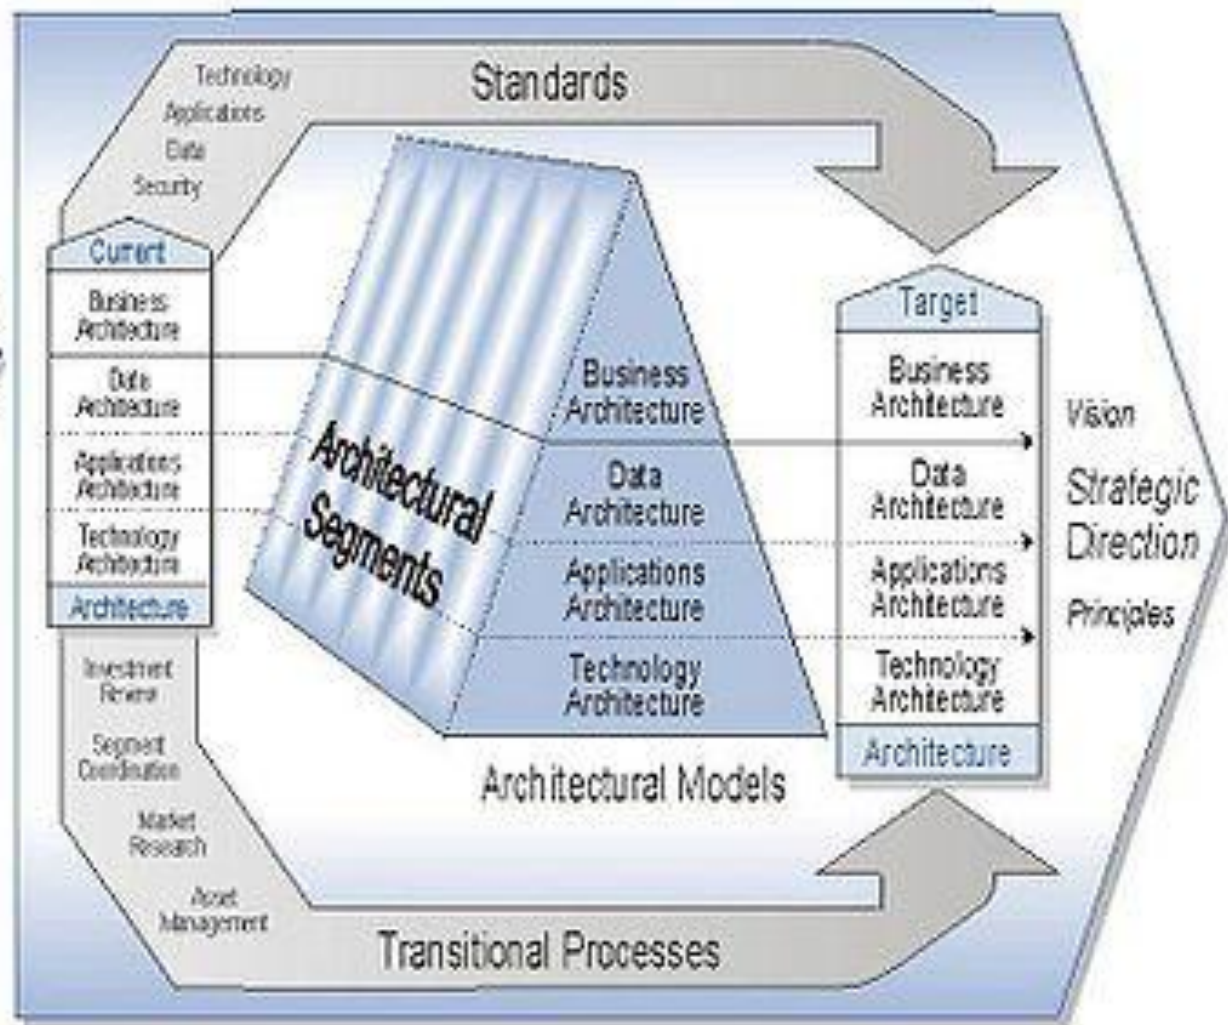 Technology
Applications
Data
Security
Standards
Current
Business
Architecture
Data
Architecture
Applications
Architecture
Technology
Architecture
Architecture
Investment
Review
Segment
Coordination
Market
Research
Asset
Management
Transitional Processes
Architectural
Segments
Business
Architecture
Data
Architecture
Applications
Architecture
Technology
Architecture
Architectural Models
Target
Business
Architecture
Data
Architecture
Applications
Architecture
Technology
Architecture
Architecture
Vision
Strategic
Direction
Principles